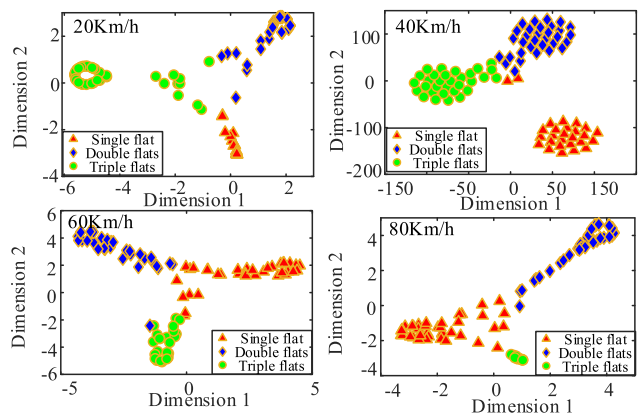 20Km/h
Dimension 2
2
0
-2
-4
-6
-4
-2
0
2
Dimension 1
Single flat
Double flats
Triple flats
40Km/h
Dimension 2
150
100
0
-100
-200
-150
-50
0
50
150
Dimension 1
Single flat
Double flats
Triple flats
60Km/h
Dimension 2
6
4
2
0
-2
-4
-6
-5
0
5
Dimension 1
Single flat
Double flats
Triple flats
80Km/h
Dimension 2
4
2
0
-2
-4
-4
-2
0
2
4
Dimension 1
Single flat
Double flats
Triple flats